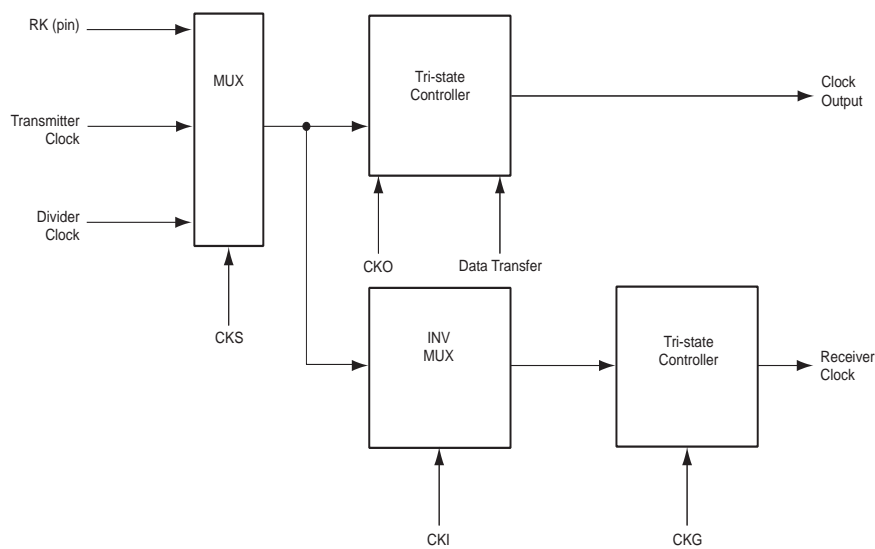 RK (pin)
MUX
Tri-state
Controller
Clock
Output
Transmitter
Clock
Divider
Clock
CKO
Data Transfer
CKS
INV
MUX
Tri-state
Controller
Receiver
Clock
CKI
CKG